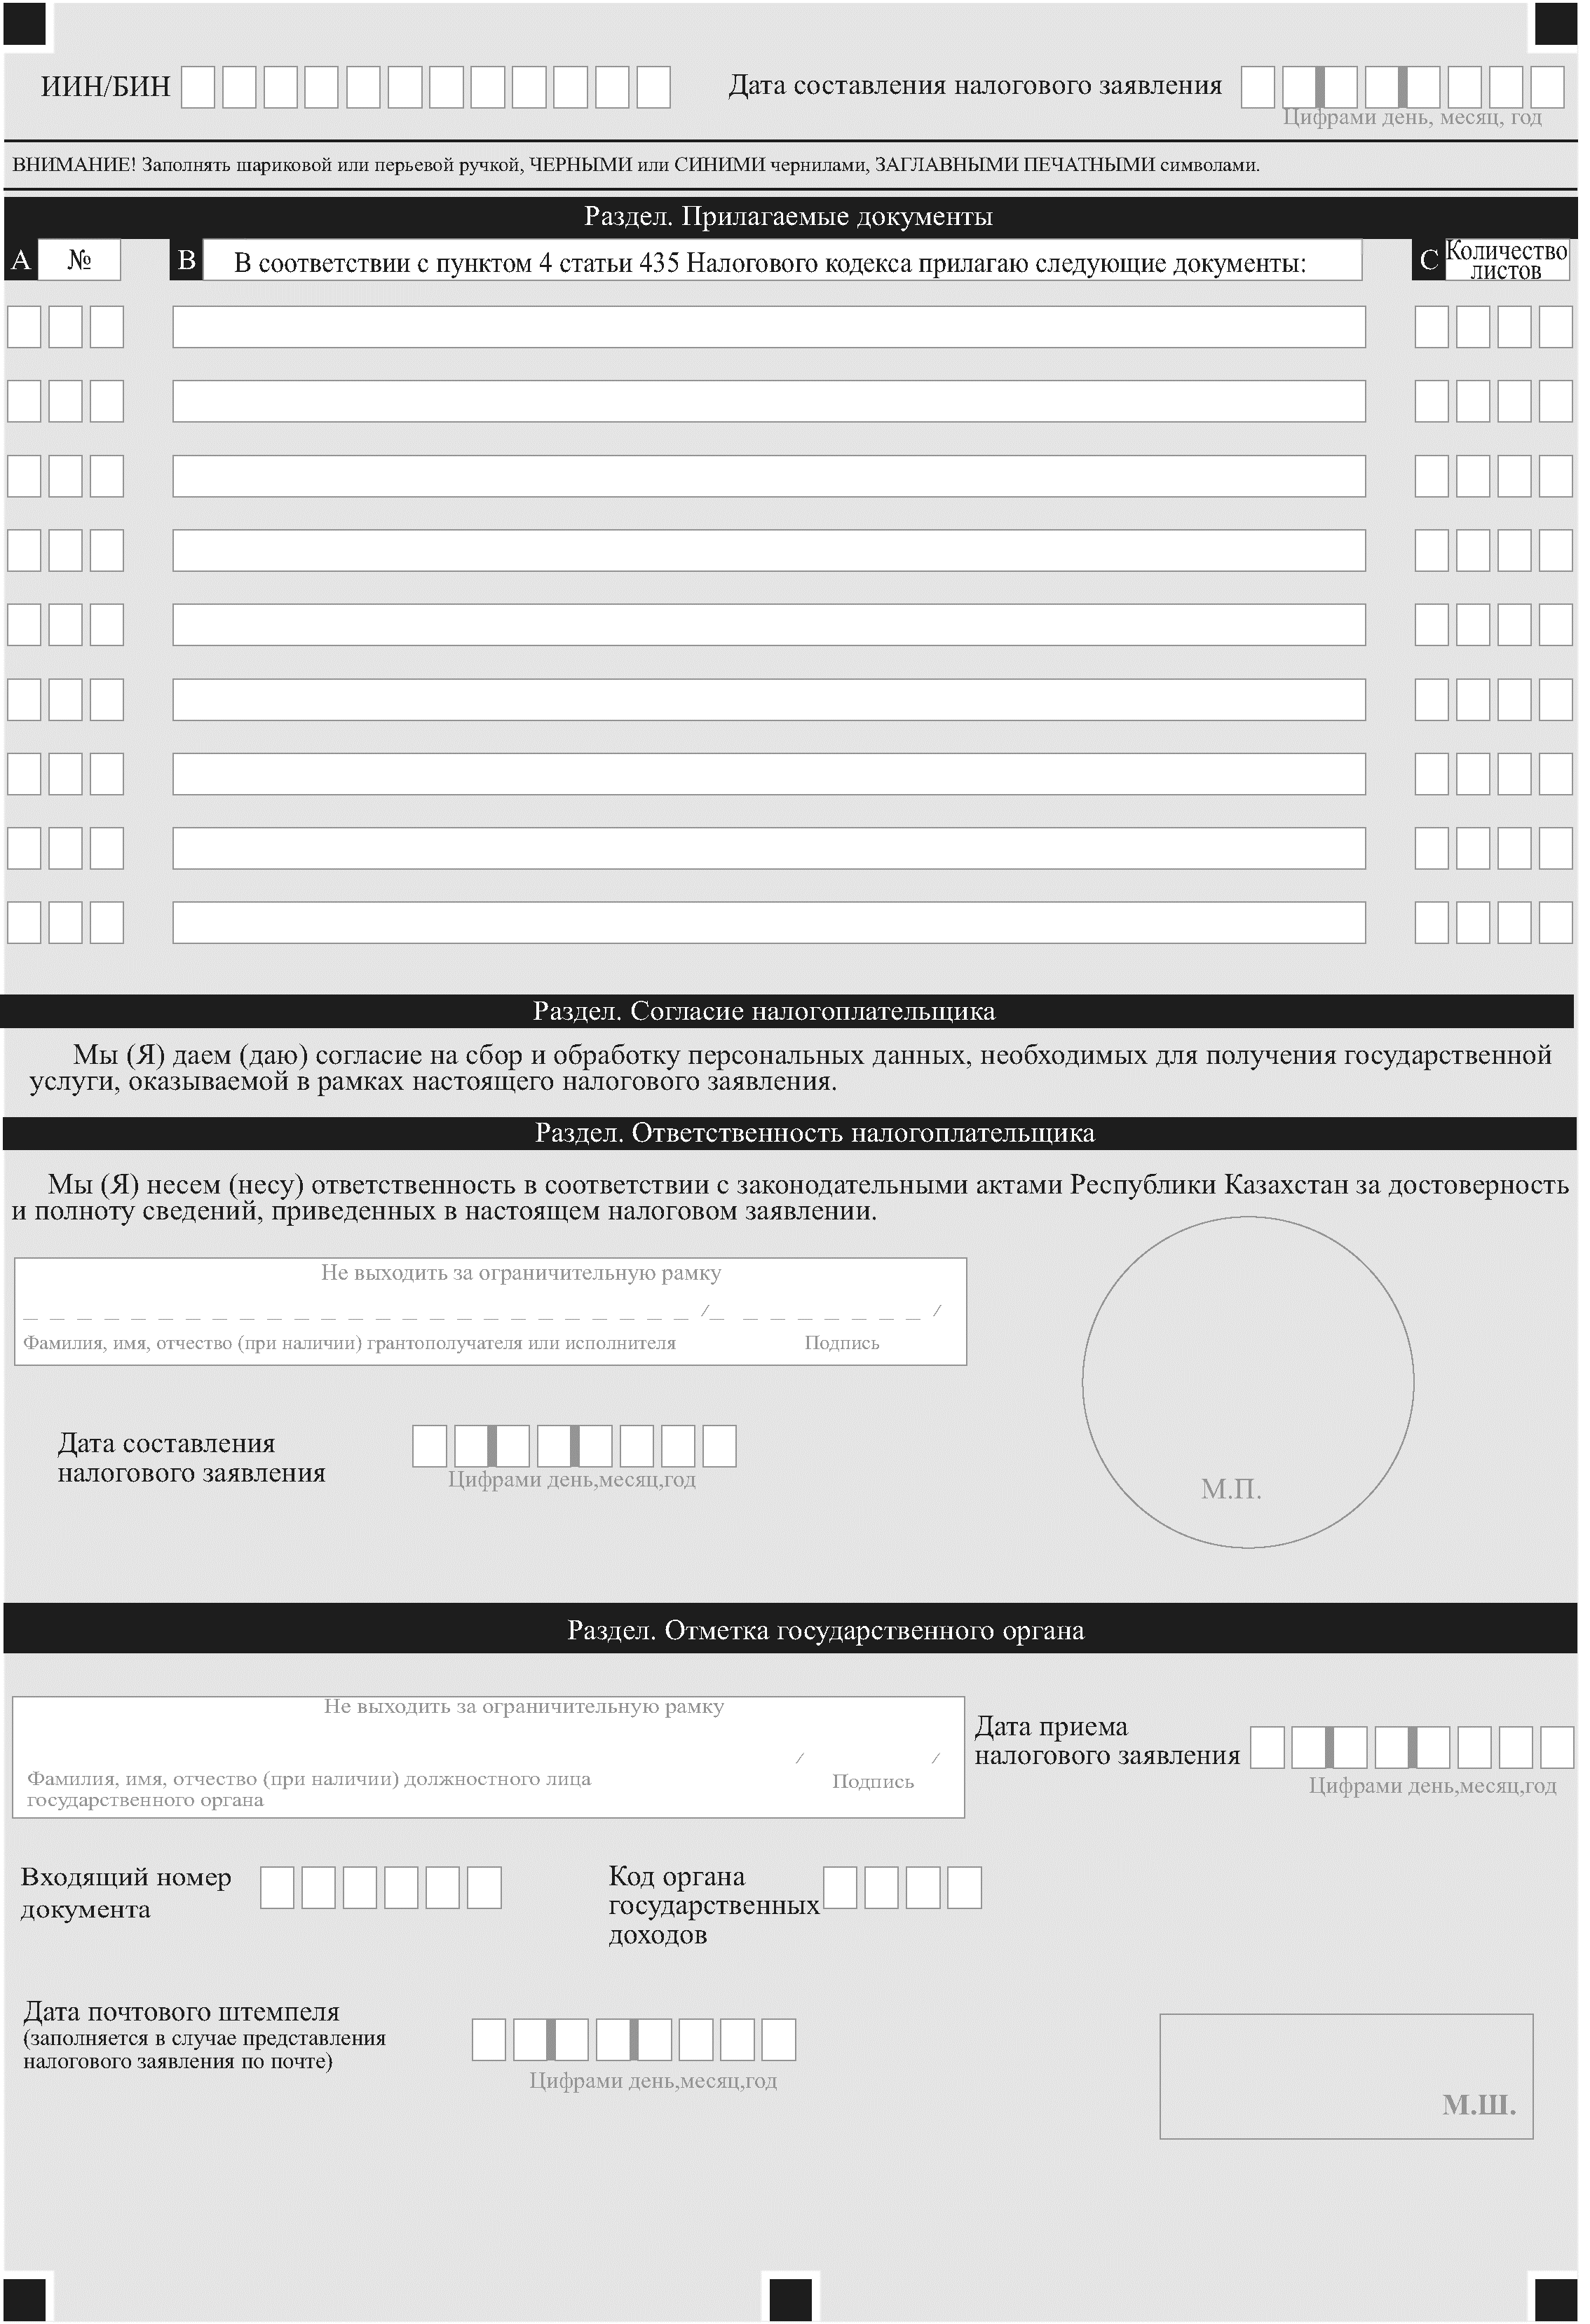 ИИН/БИН
Дата составления налогового заявления
Цифрами день, месяц, год
ВНИМАНИЕ! Заполнять шариковой или перьевой ручкой, ЧЕРНЫМИ или СИНИМИ чернилами, ЗАГЛАВНЫМИ ПЕЧАТНЫМИ символами.
Раздел. Прилагаемые документы
A № B В соответствии с пунктом 4 статьи 435 Налогового кодекса прилагаю следующие документы: C Количество
листов
Раздел. Согласие налогоплательщика
Мы (Я) даем (даю) согласие на сбор и обработку персональных данных, необходимых для получения государственной
услуги, оказываемой в рамках настоящего налогового заявления.
Раздел. Ответственность налогоплательщика
Мы (Я) несем (несу) ответственность в соответствии с законодательными актами Республики Казахстан за достоверность
и полноту сведений, приведенных в настоящем налоговом заявлении.
Не выходить за ограничительную рамку
_ _ _ _ _ _ _ _ _ _ _ _ _ _ _ _ _ _ _ _ _ _ _ _ _ /_ _ _ _ _ _ _ _ /
Фамилия, имя, отчество (при наличии) грантополучателя или исполнителя
Подпись
Дата составления
налогового заявления
Цифрами день,месяц,год
М.П.
Раздел. Отметка государственного органа
Не выходить за ограничительную рамку
/ /
Фамилия, имя, отчество (при наличии) должностного лица
государственного органа
Подпись
Дата приема
налогового заявления
Цифрами день,месяц,год
Входящий номер
документа
Код органа
государственных
доходов
Дата почтового штемпеля
(заполняется в случае представления
налогового заявления по почте)
Цифрами день,месяц,год
М.Ш.